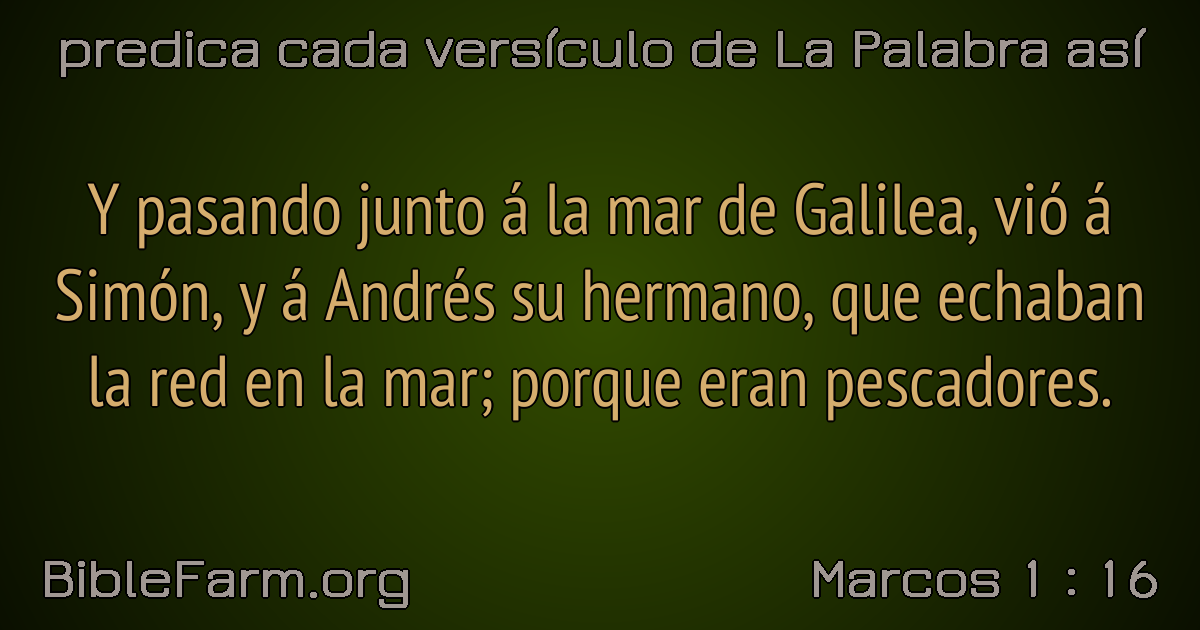 predica cada versículo de La Palabra así
Y pasando junto á la mar de Galilea, vió á
Simón, y á Andrés su hermano, que echaban
la red en la mar; porque eran pescadores.
BibleFarm.org
Marcos 1 : 16